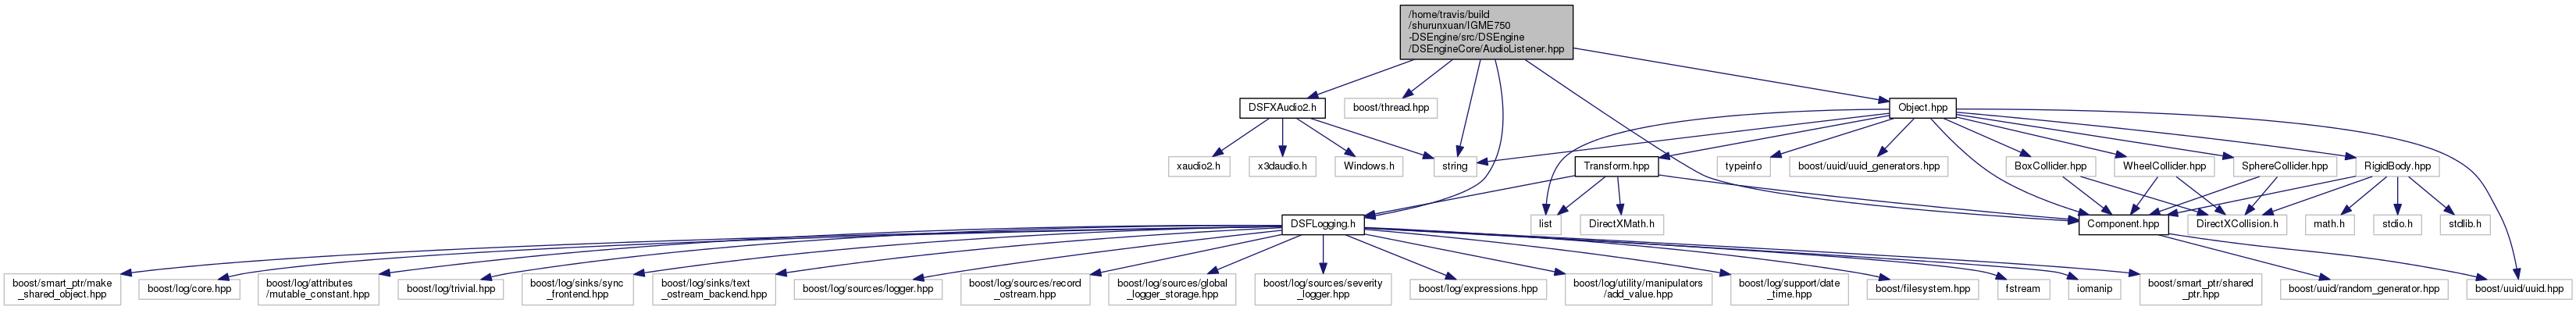 /home/travis/build
/shurunxuan/IGME750
-DSEngine/src/DSEngine
/DSEngineCore/AudioListener.hpp
DSFXAudio2.h
boost/thread.hpp
Object.hpp
xaudio2.h
x3daudio.h
Windows.h
string
Transform.hpp
typeinfo
boost/uuid/uuid_generators.hpp
BoxCollider.hpp
WheelCollider.hpp
SphereCollider.hpp
RigidBody.hpp
DSFLogging.h
list
DirectXMath.h
Component.hpp
DirectXCollision.h
math.h
stdio.h
stdlib.h
boost/smart_ptr/make
_shared_object.hpp
boost/log/core.hpp
boost/log/attributes
/mutable_constant.hpp
boost/log/trivial.hpp
boost/log/sinks/sync
_frontend.hpp
boost/log/sinks/text
_ostream_backend.hpp
boost/log/sources/logger.hpp
boost/log/sources/record
_ostream.hpp
boost/log/sources/global
_logger_storage.hpp
boost/log/sources/severity
_logger.hpp
boost/log/expressions.hpp
boost/log/utility/manipulators
/add_value.hpp
boost/log/support/date
_time.hpp
boost/filesystem.hpp
fstream
iomanip
boost/smart_ptr/shared
_ptr.hpp
boost/uuid/random_generator.hpp
boost/uuid/uuid.hpp